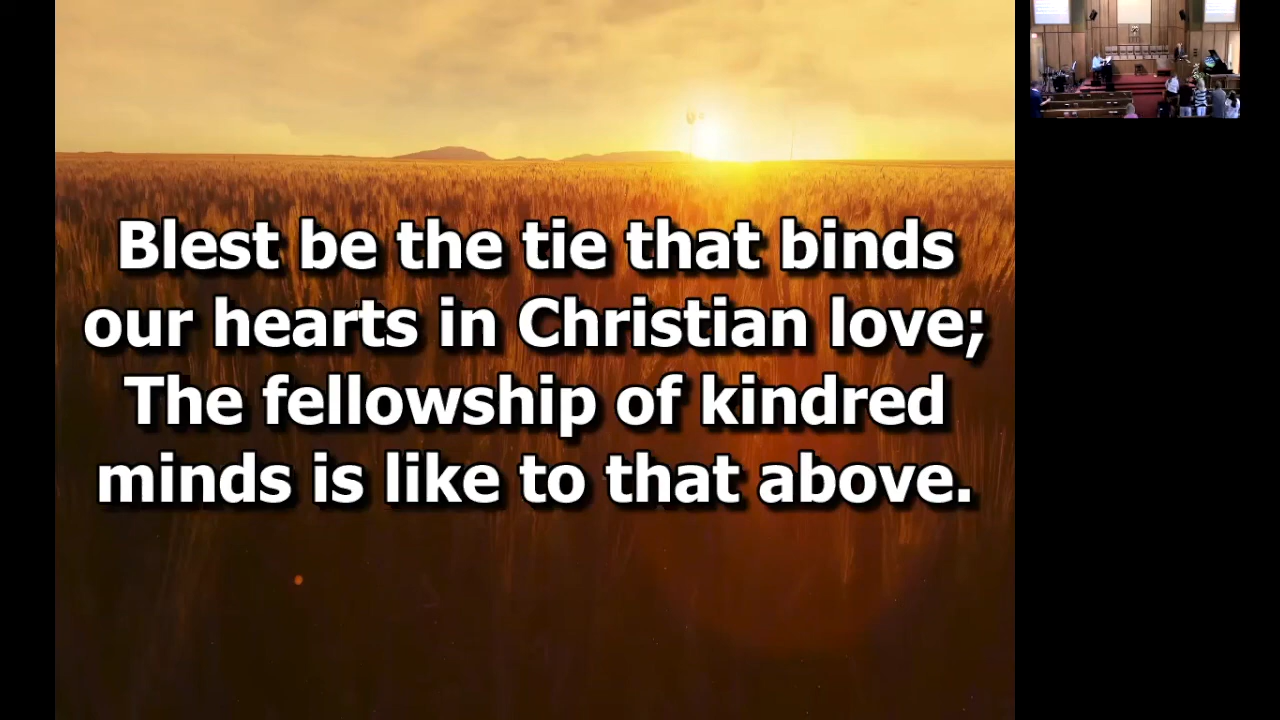 Blest be the tie that binds
our hearts in Christian love;
The fellowship of kindred
minds is like to that above.